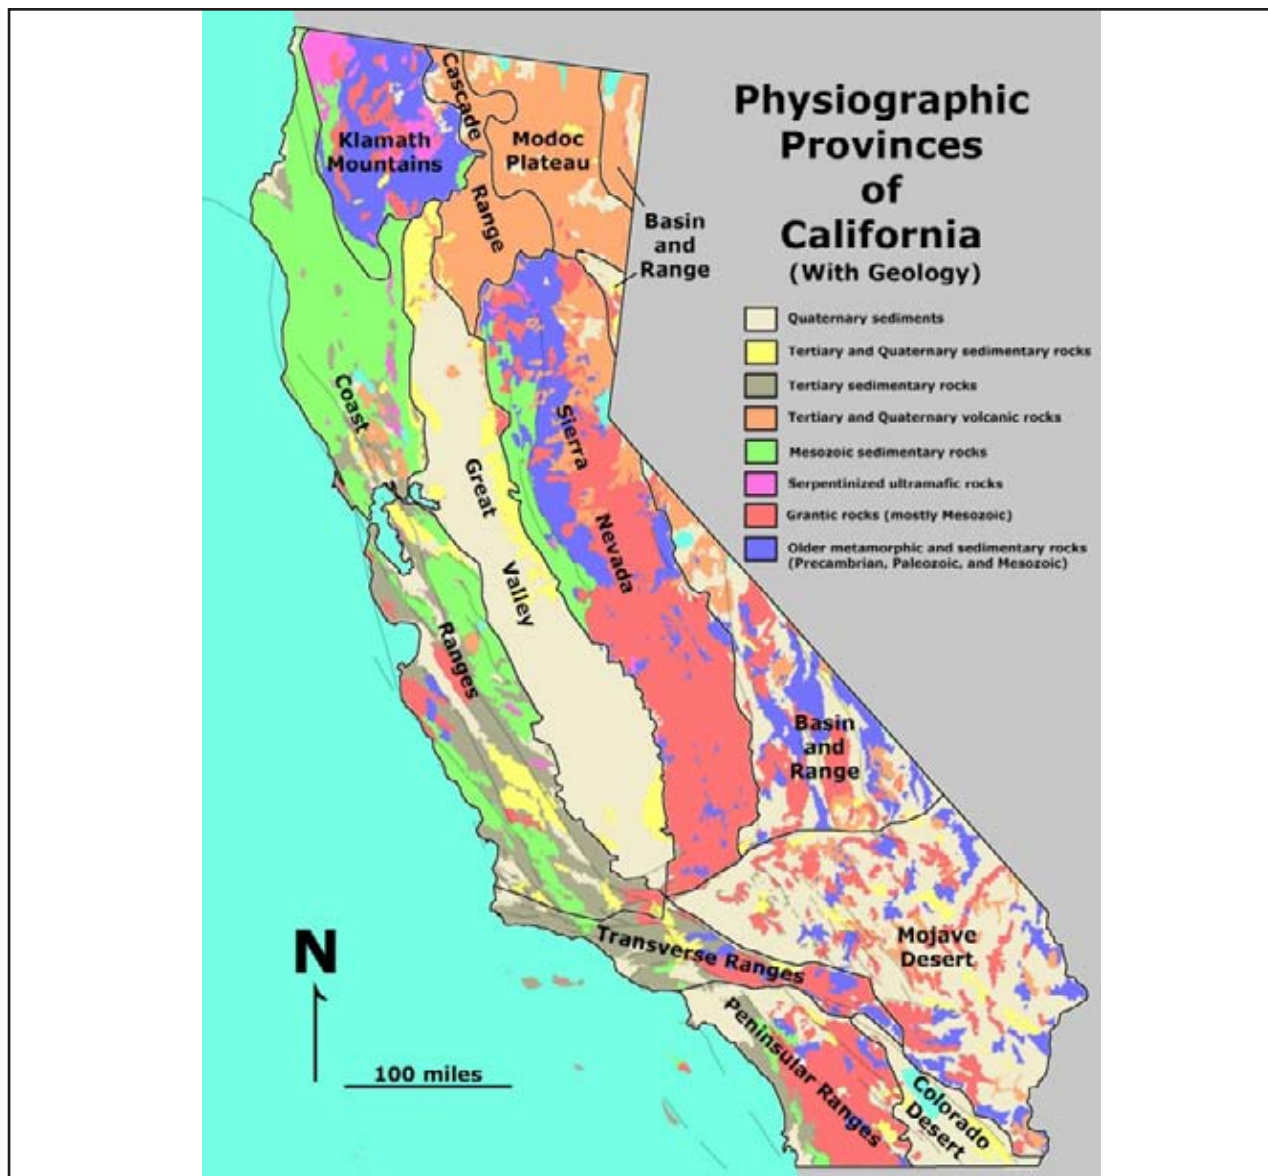 Physiographic
Provinces
of
California
(With Geology)
Quaternary sediments
Tertiary and Quaternary sedimentary rocks
Tertiary sedimentary rocks
Tertiary and Quaternary volcanic rocks
Mesozoic sedimentary rocks
Serpentinized ultramafic rocks
Grantic rocks (mostly Mesozoic)
Older metamorphic and sedimentary rocks
(Precambrian, Paleozoic, and Mesozoic)
Klamath
Mountains
Cascade
Range
Modoc
Plateau
Basin
and
Range
Coast
Ranges
Great
Valley
Sierra
Nevada
Basin
and
Range
Mojave
Desert
Transverse Ranges
Peninsular Ranges
Colorado
Desert
N
100 miles